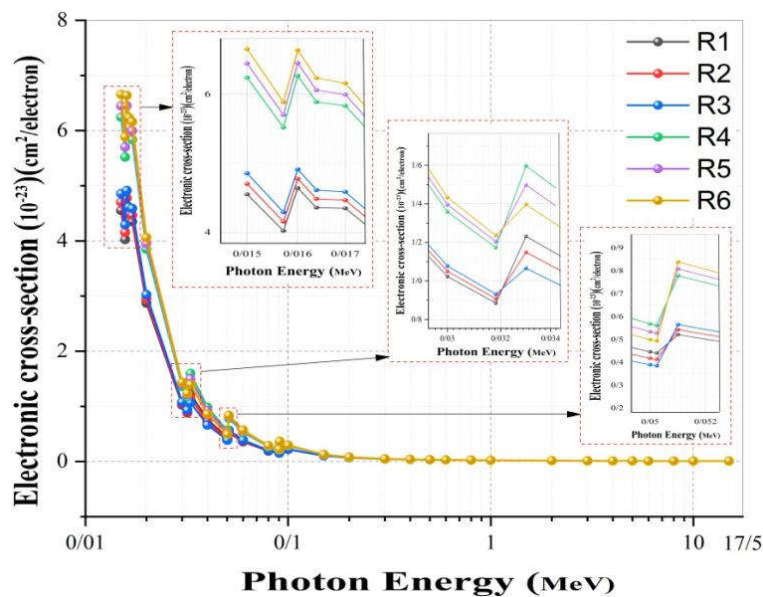 Electronic cross-section (10⁻²³)(cm²/electron)
8
6
4
2
0
0/01
0/1
1
10
17/5
Photon Energy (MeV)
R1
R2
R3
R4
R5
R6
Electronic cross-section (10⁻²³)(cm²/electron)
6
4
0/015
0/016
0/017
Photon Energy (MeV)
Electronic cross-section (10⁻²³)(cm²/electron)
1/6
1/4
1/2
1/0
0/8
0/03
0/032
0/034
Photon Energy (MeV)
Electronic cross-section (10⁻²³)(cm²/electron)
0/9
0/8
0/7
0/6
0/5
0/4
0/2
0/05
0/052
Photon Energy (MeV)